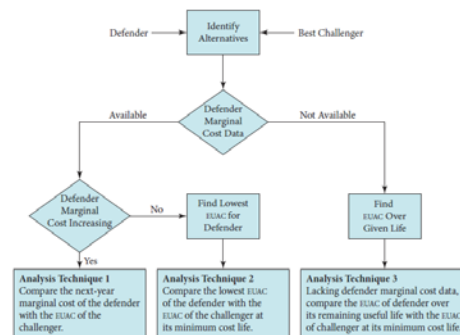 Identify
Alternatives
Defender
Best Challenger
Defender
Marginal
Cost Data
Available
Not Available
Defender
Marginal
Cost Increasing
No
Find Lowest
EUAC for
Defender
Find
EUAC Over
Given Life
Yes
Analysis Technique 1
Compare the next-year
marginal cost of the defender
with the EUAC of the
challenger.
Analysis Technique 2
Compare the lowest EUAC
of the defender with the
EUAC of the challenger at
its minimum cost life.
Analysis Technique 3
Lacking defender marginal cost data,
compare the EUAC of defender over
its remaining useful life with the EUAC
of challenger at its minimum cost life.